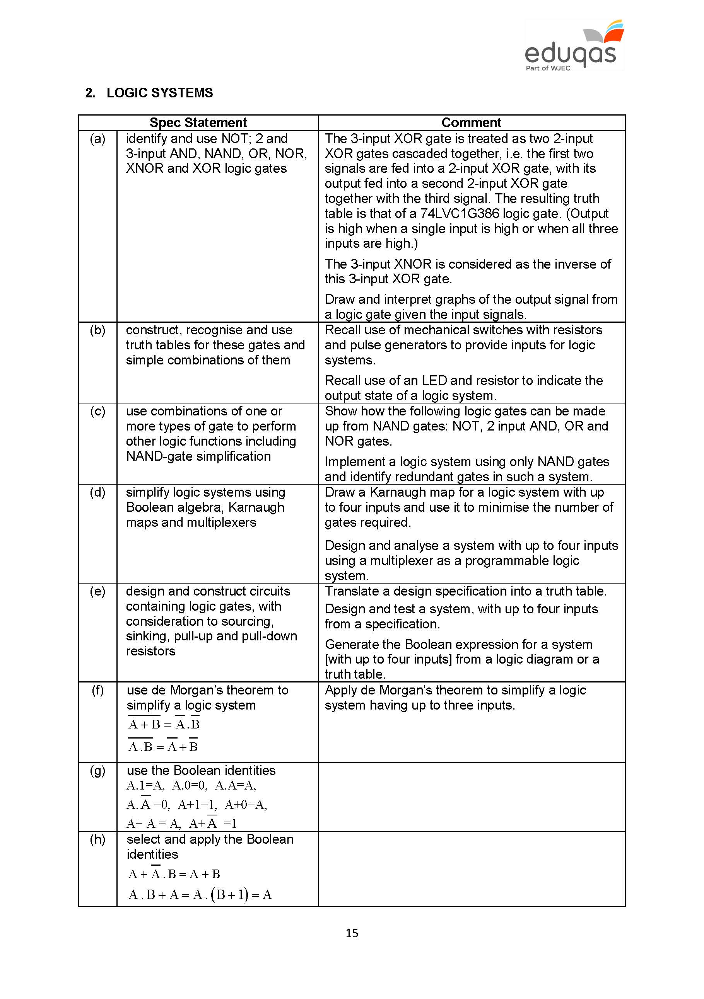 eduqas
Part of WJEC
2. LOGIC SYSTEMS
Spec Statement
Comment
(a)
identify and use NOT; 2 and
3-input AND, NAND, OR, NOR,
XNOR and XOR logic gates
The 3-input XOR gate is treated as two 2-input
XOR gates cascaded together, i.e. the first two
signals are fed into a 2-input XOR gate, with its
output fed into a second 2-input XOR gate
together with the third signal. The resulting truth
table is that of a 74LVC1G386 logic gate. (Output
is high when a single input is high or when all three
inputs are high.)
The 3-input XNOR is considered as the inverse of
this 3-input XOR gate.
Draw and interpret graphs of the output signal from
a logic gate given the input signals.
(b)
construct, recognise and use
truth tables for these gates and
simple combinations of them
Recall use of mechanical switches with resistors
and pulse generators to provide inputs for logic
systems.
Recall use of an LED and resistor to indicate the
output state of a logic system.
(c)
use combinations of one or
more types of gate to perform
other logic functions including
NAND-gate simplification
Show how the following logic gates can be made
up from NAND gates: NOT, 2 input AND, OR and
NOR gates.
Implement a logic system using only NAND gates
and identify redundant gates in such a system.
(d)
simplify logic systems using
Boolean algebra, Karnaugh
maps and multiplexers
Draw a Karnaugh map for a logic system with up
to four inputs and use it to minimise the number of
gates required.
Design and analyse a system with up to four inputs
using a multiplexer as a programmable logic
system.
(e)
design and construct circuits
containing logic gates, with
consideration to sourcing,
sinking, pull-up and pull-down
resistors
Translate a design specification into a truth table.
Design and test a system, with up to four inputs
from a specification.
Generate the Boolean expression for a system
[with up to four inputs] from a logic diagram or a
truth table.
(f)
use de Morgan’s theorem to
simplify a logic system
A̅ ̅+̅ ̅B̅ = A̅ . B̅
A̅ ̅.̅ ̅B̅ = A̅ + B̅
Apply de Morgan's theorem to simplify a logic
system having up to three inputs.
(g)
use the Boolean identities
A.1=A, A.0=0, A.A=A,
A. A̅ =0, A+1=1, A+0=A,
A+ A = A, A+ A̅ =1
(h)
select and apply the Boolean
identities
A + A̅ . B = A + B
A . B + A = A . (B + 1) = A
15